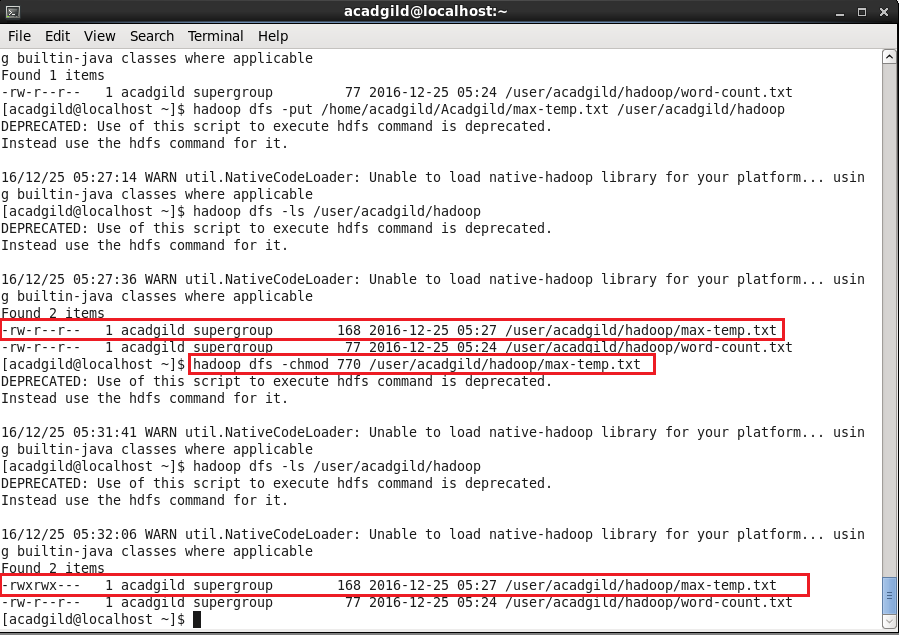 acadgild@localhost:~
File Edit View Search Terminal Help
g builtin-java classes where applicable
Found 1 items
-rw-r--r--   1 acadgild supergroup         77 2016-12-25 05:24 /user/acadgild/hadoop/word-count.txt
[acadgild@localhost ~]$ hadoop dfs -put /home/acadgild/Acadgild/max-temp.txt /user/acadgild/hadoop
DEPRECATED: Use of this script to execute hdfs command is deprecated.
Instead use the hdfs command for it.
16/12/25 05:27:14 WARN util.NativeCodeLoader: Unable to load native-hadoop library for your platform... usin
g builtin-java classes where applicable
[acadgild@localhost ~]$ hadoop dfs -ls /user/acadgild/hadoop
DEPRECATED: Use of this script to execute hdfs command is deprecated.
Instead use the hdfs command for it.
16/12/25 05:27:36 WARN util.NativeCodeLoader: Unable to load native-hadoop library for your platform... usin
g builtin-java classes where applicable
Found 2 items
-rw-r--r--   1 acadgild supergroup        168 2016-12-25 05:27 /user/acadgild/hadoop/max-temp.txt
-rw-r--r--   1 acadgild supergroup         77 2016-12-25 05:24 /user/acadgild/hadoop/word-count.txt
[acadgild@localhost ~]$ hadoop dfs -chmod 770 /user/acadgild/hadoop/max-temp.txt
DEPRECATED: Use of this script to execute hdfs command is deprecated.
Instead use the hdfs command for it.
16/12/25 05:31:41 WARN util.NativeCodeLoader: Unable to load native-hadoop library for your platform... usin
g builtin-java classes where applicable
[acadgild@localhost ~]$ hadoop dfs -ls /user/acadgild/hadoop
DEPRECATED: Use of this script to execute hdfs command is deprecated.
Instead use the hdfs command for it.
16/12/25 05:32:06 WARN util.NativeCodeLoader: Unable to load native-hadoop library for your platform... usin
g builtin-java classes where applicable
Found 2 items
-rwxrwx---   1 acadgild supergroup        168 2016-12-25 05:27 /user/acadgild/hadoop/max-temp.txt
-rw-r--r--   1 acadgild supergroup         77 2016-12-25 05:24 /user/acadgild/hadoop/word-count.txt
[acadgild@localhost ~]$